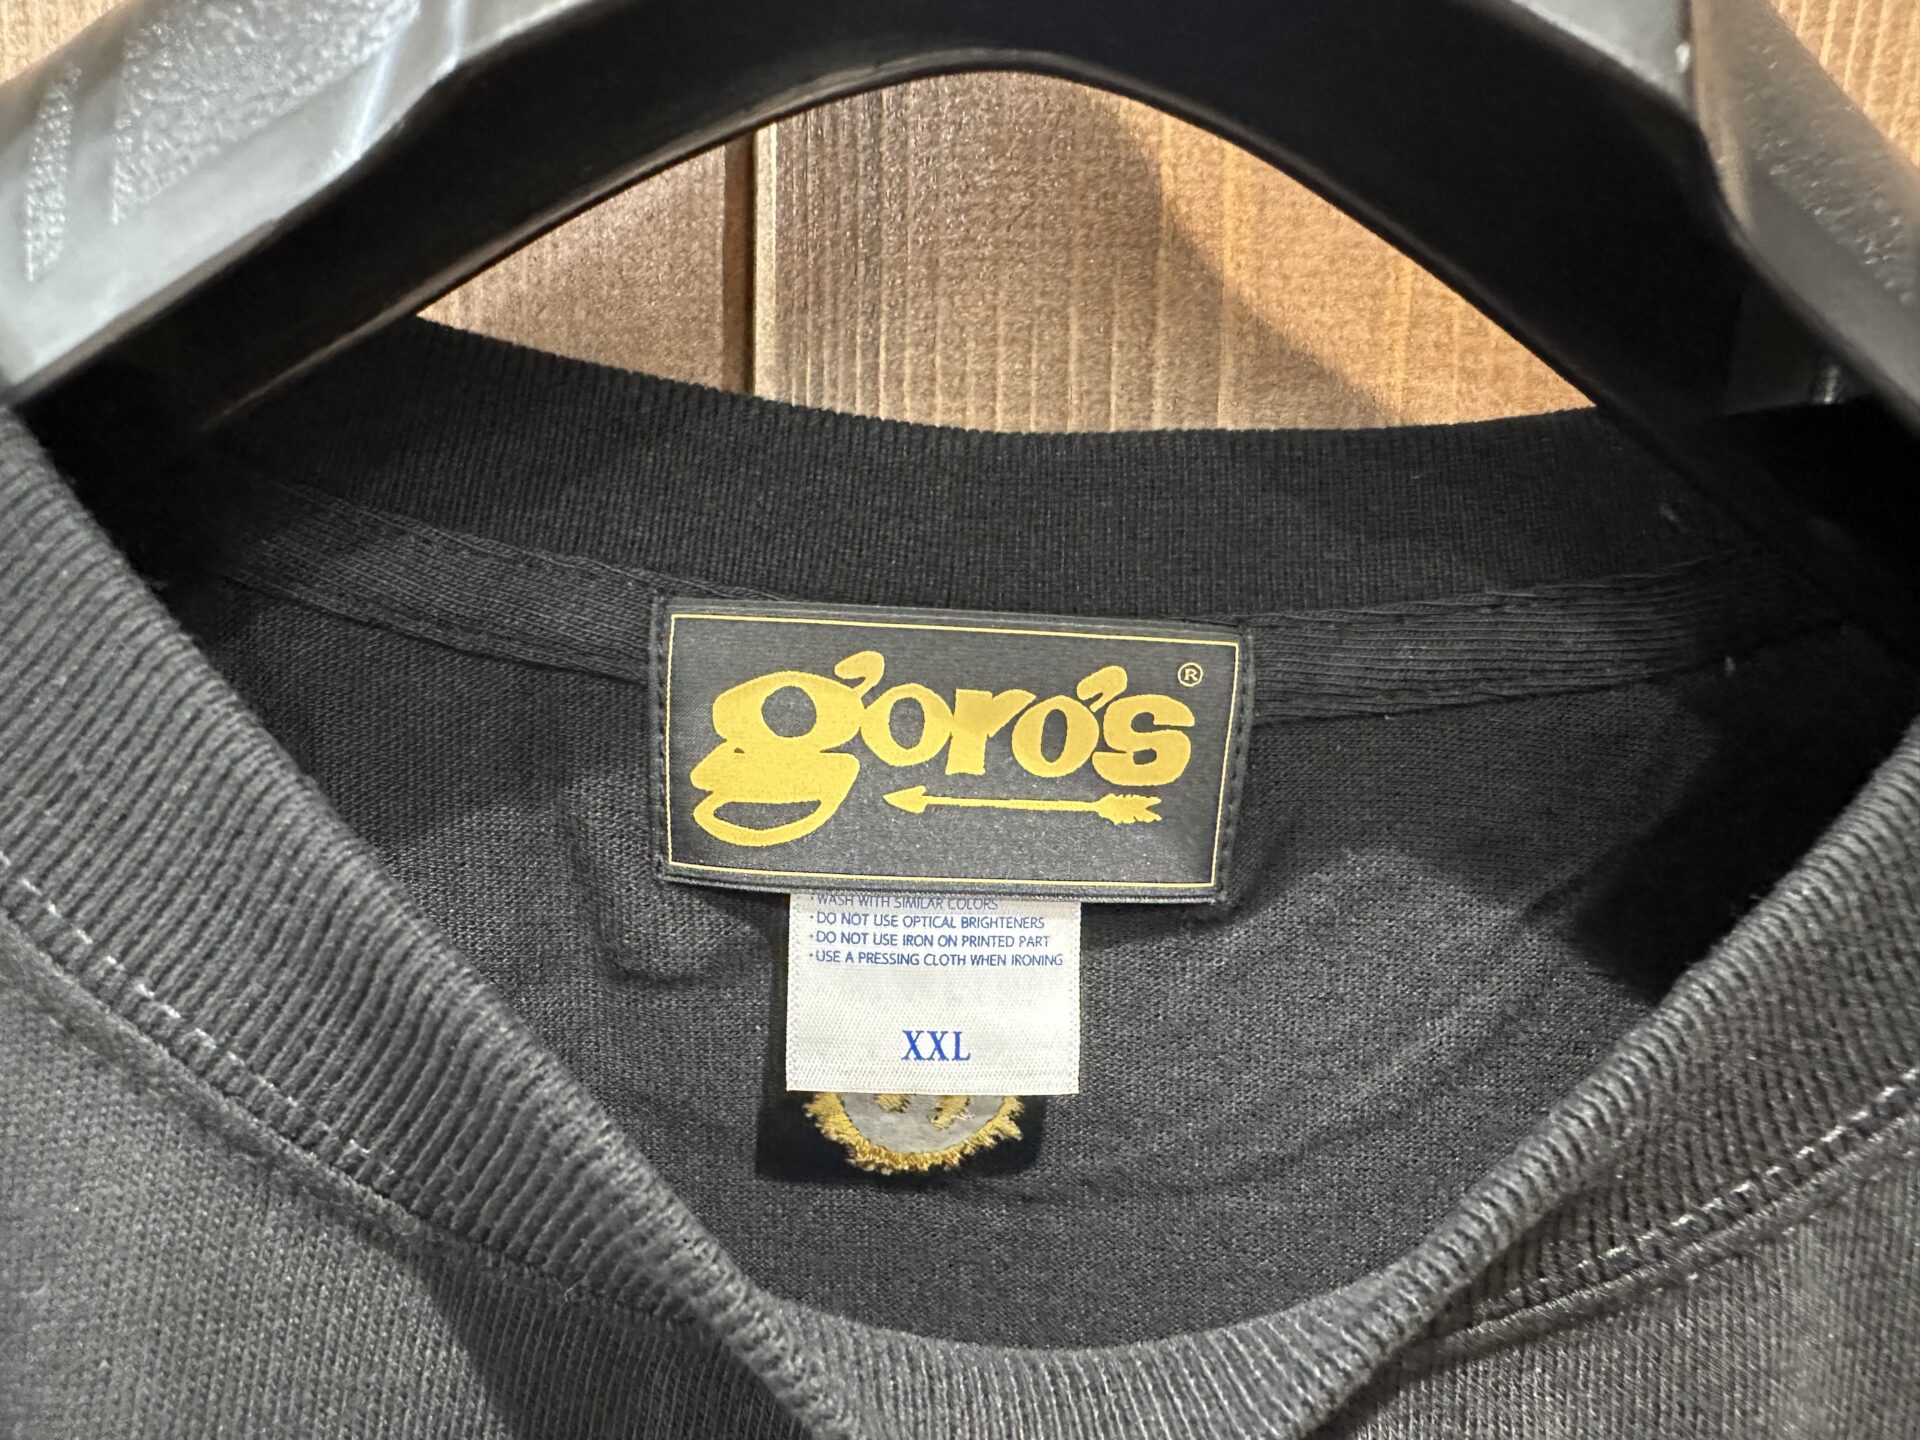 goro's ®
・WASH WITH SIMILAR COLORS
・DO NOT USE OPTICAL BRIGHTENERS
・DO NOT USE IRON ON PRINTED PART
・USE A PRESSING CLOTH WHEN IRONING
XXL